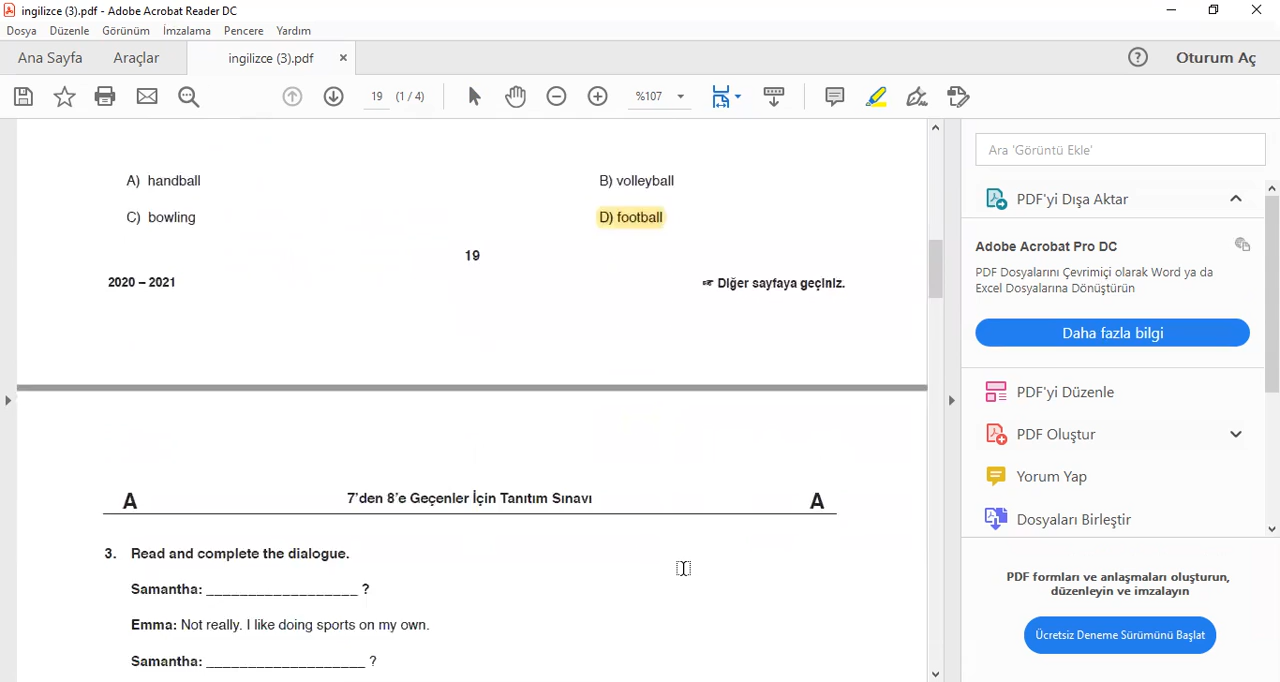 ingilizce (3).pdf - Adobe Acrobat Reader DC
Dosya Düzenle Görünüm İmzalama Pencere Yardım
Ana Sayfa Araçlar ingilizce (3).pdf × ? Oturum Aç
19 (1 / 4) %107
A) handball B) volleyball
C) bowling D) football
19
2020 – 2021 ☞ Diğer sayfaya geçiniz.
A 7’den 8’e Geçenler İçin Tanıtım Sınavı A
3. Read and complete the dialogue.
Samantha: __________________ ?
Emma: Not really. I like doing sports on my own.
Samantha: ___________________ ?
Ara 'Görüntü Ekle'
PDF'yi Dışa Aktar
Adobe Acrobat Pro DC
PDF Dosyalarını Çevrimiçi olarak Word ya da
Excel Dosyalarına Dönüştürün
Daha fazla bilgi
PDF'yi Düzenle
PDF Oluştur
Yorum Yap
Dosyaları Birleştir
PDF formları ve anlaşmaları oluşturun,
düzenleyin ve imzalayın
Ücretsiz Deneme Sürümünü Başlat